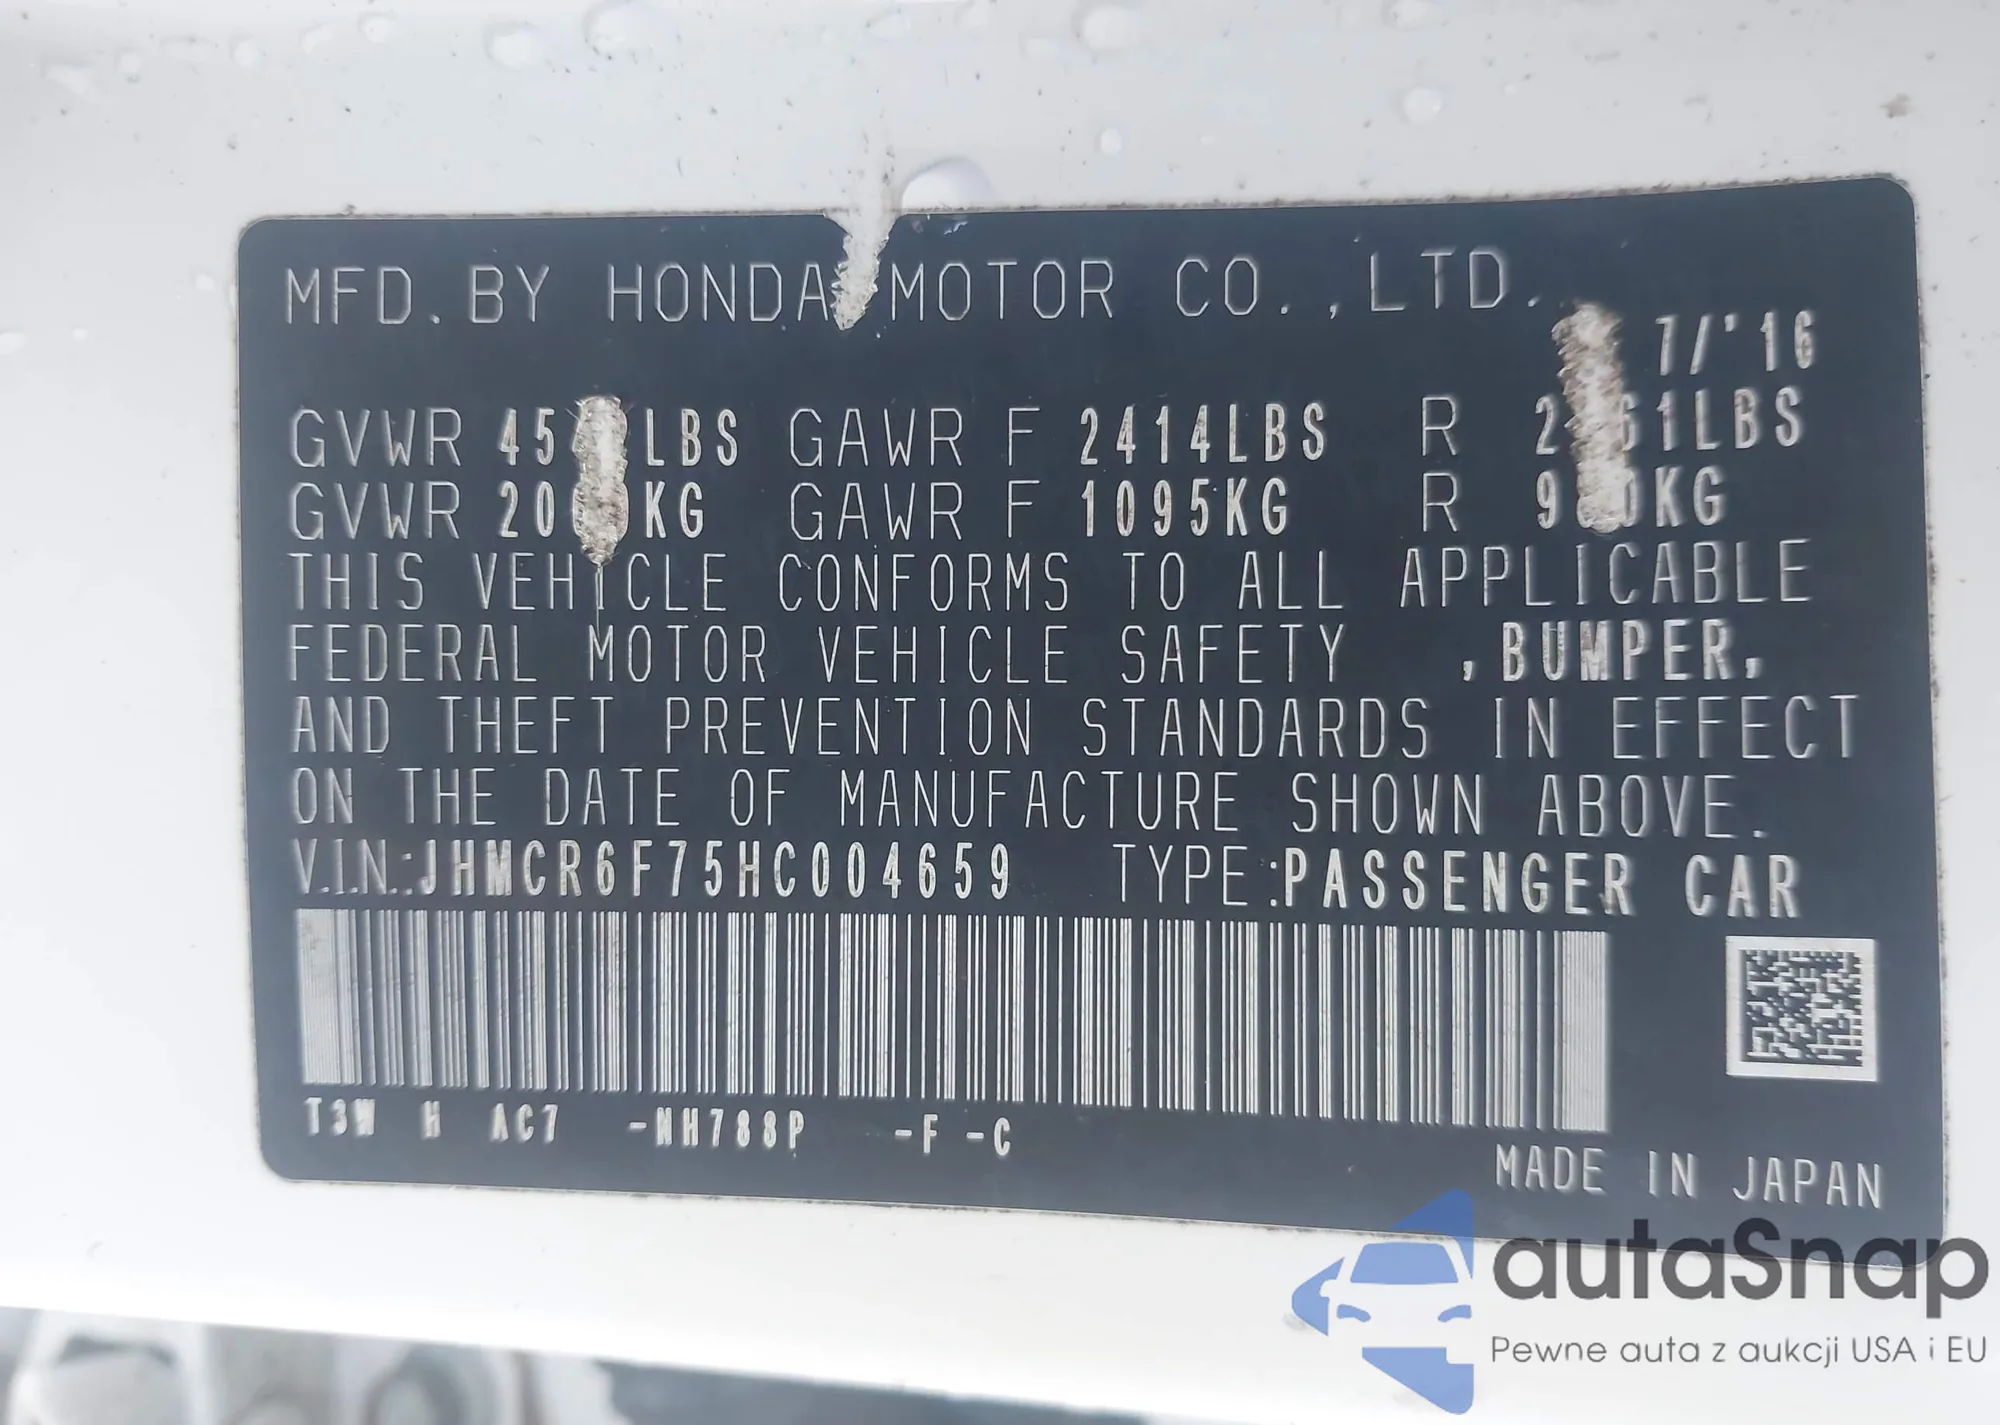 MFD. BY HONDA MOTOR CO.,LTD.
7/'16
GVWR LBS GAWR F 2414LBS R
GVWR KG GAWR F 1095KG R
THIS VEHICLE CONFORMS TO ALL APPLICABLE
FEDERAL MOTOR VEHICLE SAFETY , BUMPER,
AND THEFT PREVENTION STANDARDS IN EFFECT
ON THE DATE OF MANUFACTURE SHOWN ABOVE.
V.I.N.:JHMCR6F75HC004659 TYPE:PASSENGER CAR
T3W H AC7 -NH788P -F -C
MADE IN JAPAN
autaSnap
Pewne auta z aukcji USA i EU